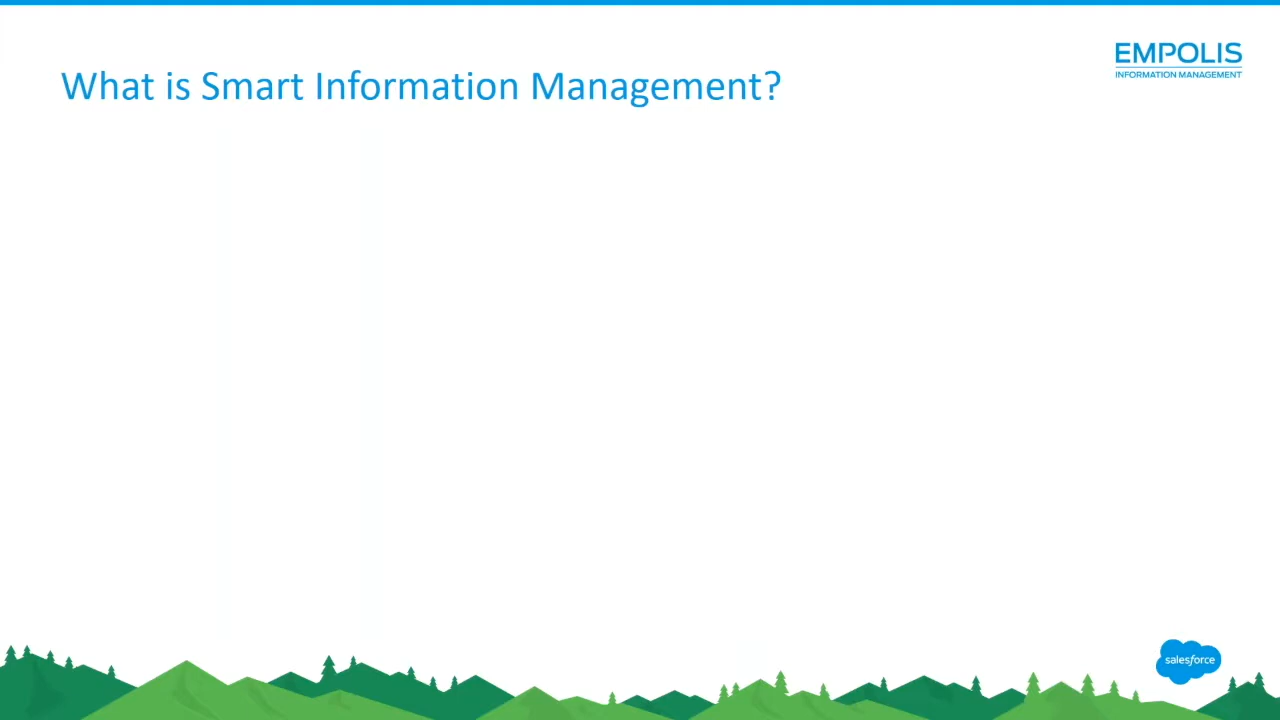 EMPOLIS
INFORMATION MANAGEMENT
What is Smart Information Management?
salesforce